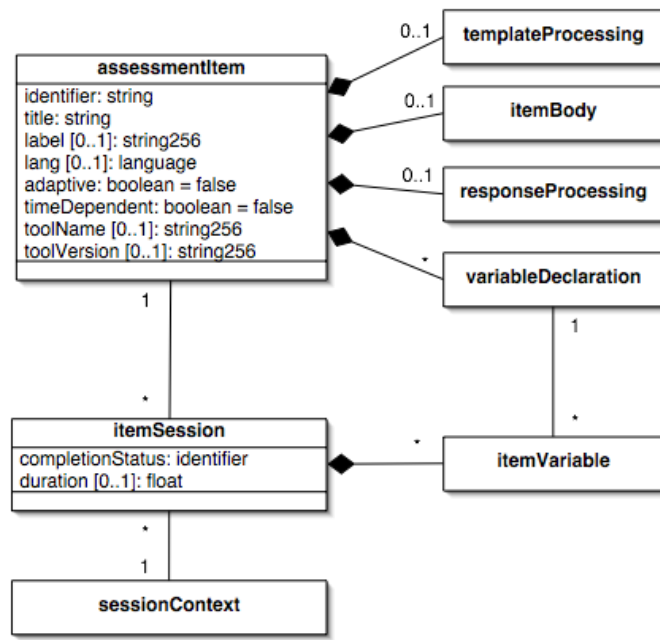 templateProcessing
0..1
assessmentItem
identifier: string
title: string
label [0..1]: string256
lang [0..1]: language
adaptive: boolean = false
timeDependent: boolean = false
toolName [0..1]: string256
toolVersion [0..1]: string256
0..1
itemBody
0..1
responseProcessing
*
variableDeclaration
1
1
*
*
itemSession
completionStatus: identifier
duration [0..1]: float
*
itemVariable
*
1
sessionContext